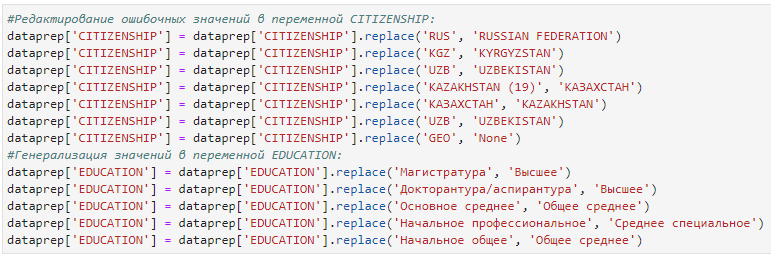 #Редактирование ошибочных значений в переменной CITIZENSHIP:
dataprep['CITIZENSHIP'] = dataprep['CITIZENSHIP'].replace('RUS', 'RUSSIAN FEDERATION')
dataprep['CITIZENSHIP'] = dataprep['CITIZENSHIP'].replace('KGZ', 'KYRGYZSTAN')
dataprep['CITIZENSHIP'] = dataprep['CITIZENSHIP'].replace('UZB', 'UZBEKISTAN')
dataprep['CITIZENSHIP'] = dataprep['CITIZENSHIP'].replace('KAZAKHSTAN (19)', 'КАЗАХСТАН')
dataprep['CITIZENSHIP'] = dataprep['CITIZENSHIP'].replace('КАЗАХСТАН', 'KAZAKHSTAN')
dataprep['CITIZENSHIP'] = dataprep['CITIZENSHIP'].replace('UZB', 'UZBEKISTAN')
dataprep['CITIZENSHIP'] = dataprep['CITIZENSHIP'].replace('GEO', 'None')
#Генерализация значений в переменной EDUCATION:
dataprep['EDUCATION'] = dataprep['EDUCATION'].replace('Магистратура', 'Высшее')
dataprep['EDUCATION'] = dataprep['EDUCATION'].replace('Докторантура/аспирантура', 'Высшее')
dataprep['EDUCATION'] = dataprep['EDUCATION'].replace('Основное среднее', 'Общее среднее')
dataprep['EDUCATION'] = dataprep['EDUCATION'].replace('Начальное профессиональное', 'Среднее специальное')
dataprep['EDUCATION'] = dataprep['EDUCATION'].replace('Начальное общее', 'Общее среднее')